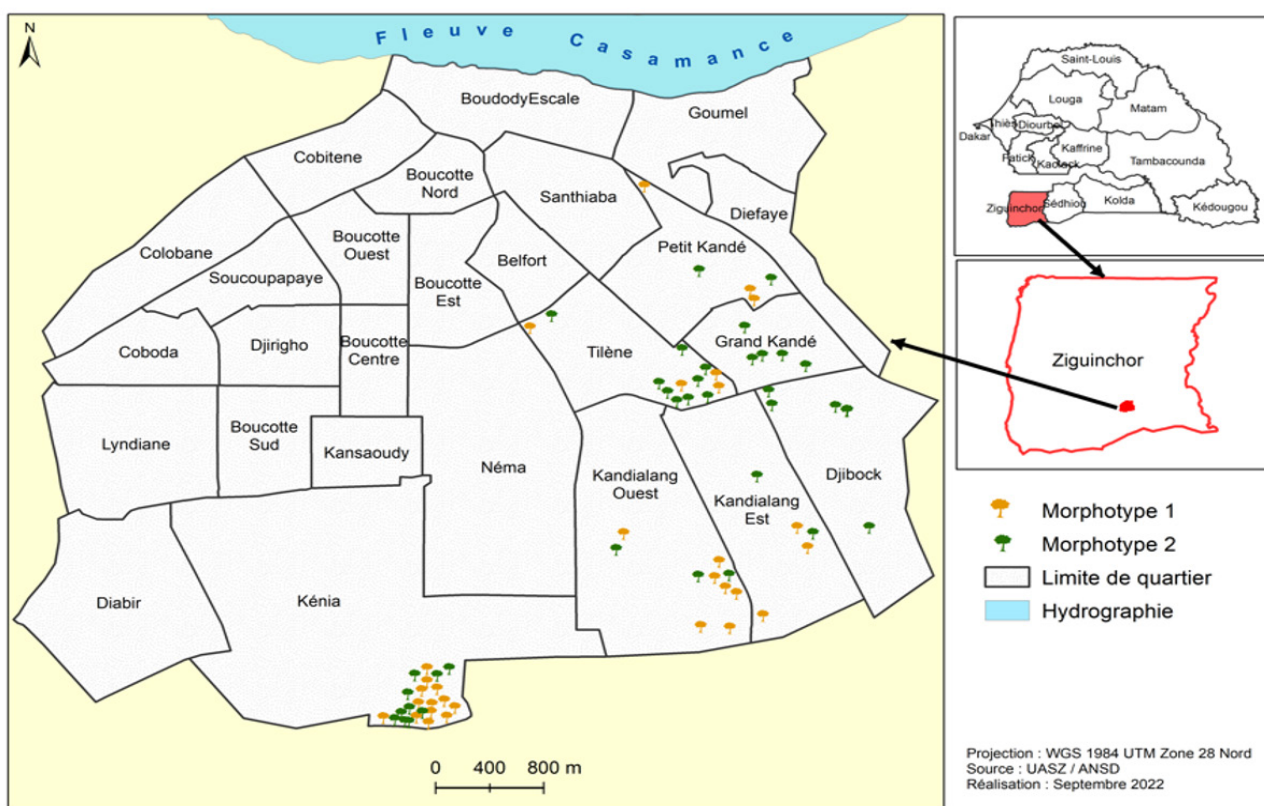 N
Fleuve Casamance
BoudodyEscale
Goumel
Cobitene
Boucotte
Nord
Santhiaba
Diefaye
Colobane
Boucotte
Ouest
Petit Kandé
Soucoupapaye
Belfort
Boucotte
Est
Coboda
Djirigho
Boucotte
Centre
Tilène
Grand Kandé
Lyndiane
Boucotte
Sud
Kansaoudy
Néma
Kandialang
Ouest
Kandialang
Est
Djibock
Diabir
Kénia
0 400 800 m
Saint-Louis
Louga
Matam
Dakar
Thiès
Diourbel
Fatick
Kaolack
Kaffrine
Tambacounda
Ziguinchor
Sédhiou
Kolda
Kédougou
Ziguinchor
Morphotype 1
Morphotype 2
Limite de quartier
Hydrographie
Projection : WGS 1984 UTM Zone 28 Nord
Source : UASZ / ANSD
Réalisation : Septembre 2022